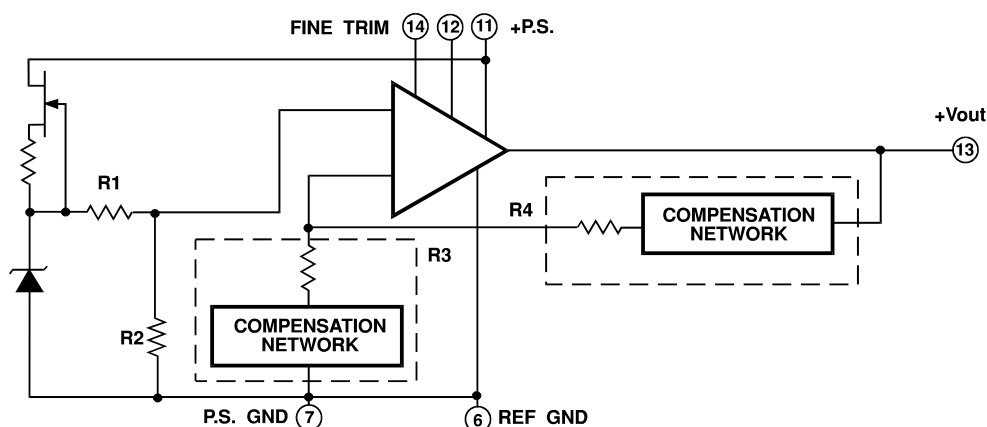 FINE TRIM 14 12 11 +P.S.
+Vout
13
R1
R4
COMPENSATION
NETWORK
R3
COMPENSATION
NETWORK
R2
P.S. GND 7
6 REF GND